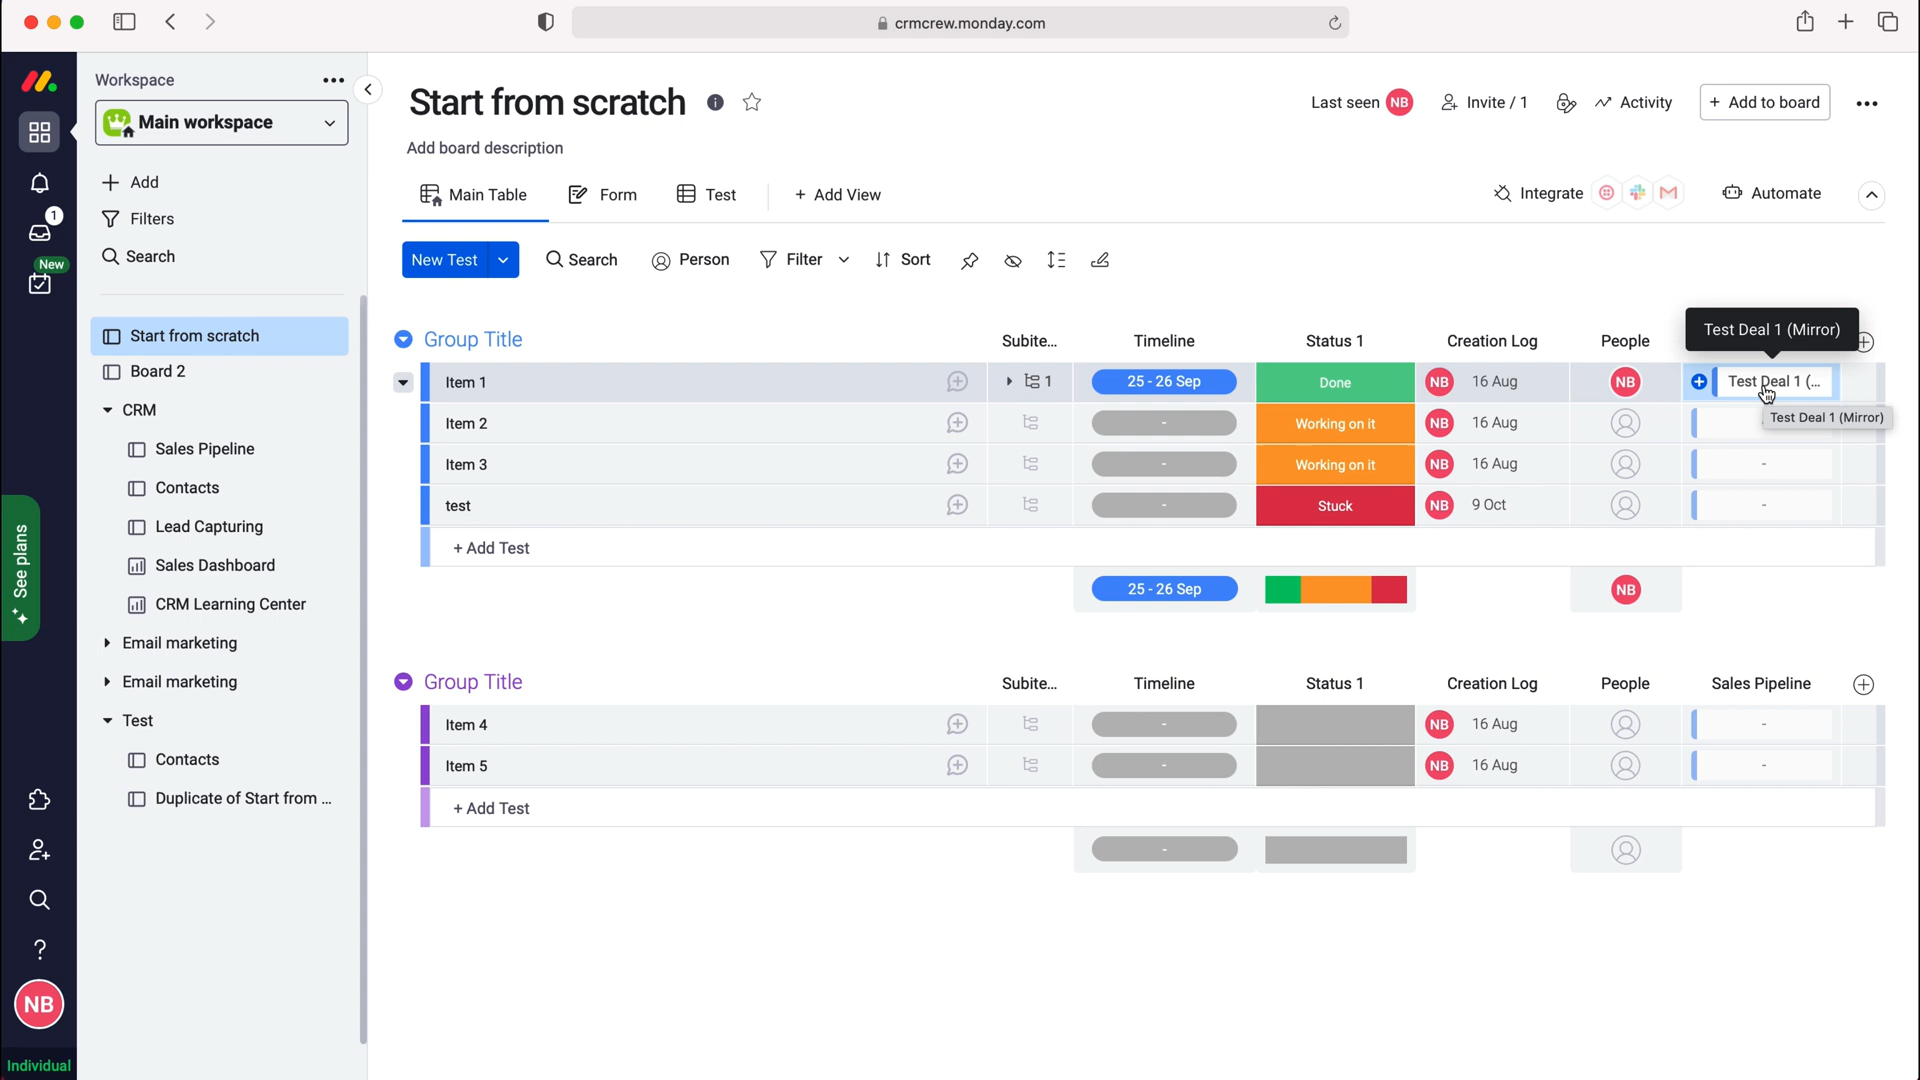 crmcrew.monday.com
Workspace
Main workspace
Add
Filters
Search
1
New
Start from scratch
Board 2
CRM
Sales Pipeline
Contacts
Lead Capturing
Sales Dashboard
CRM Learning Center
Email marketing
Email marketing
Test
Contacts
Duplicate of Start from ...
See plans
?
NB
Individual
Start from scratch
Last seen NB Invite / 1 Activity + Add to board
Add board description
Main Table Form Test + Add View Integrate Automate
New Test Search Person Filter Sort
Group Title Subite... Timeline Status 1 Creation Log People
Test Deal 1 (Mirror)
Item 1 1 25 - 26 Sep Done NB 16 Aug NB Test Deal 1 (...
Test Deal 1 (Mirror)
Item 2 - Working on it NB 16 Aug
Item 3 - Working on it NB 16 Aug -
test - Stuck NB 9 Oct -
+ Add Test
25 - 26 Sep NB
Group Title Subite... Timeline Status 1 Creation Log People Sales Pipeline
Item 4 - NB 16 Aug -
Item 5 - NB 16 Aug -
+ Add Test
-